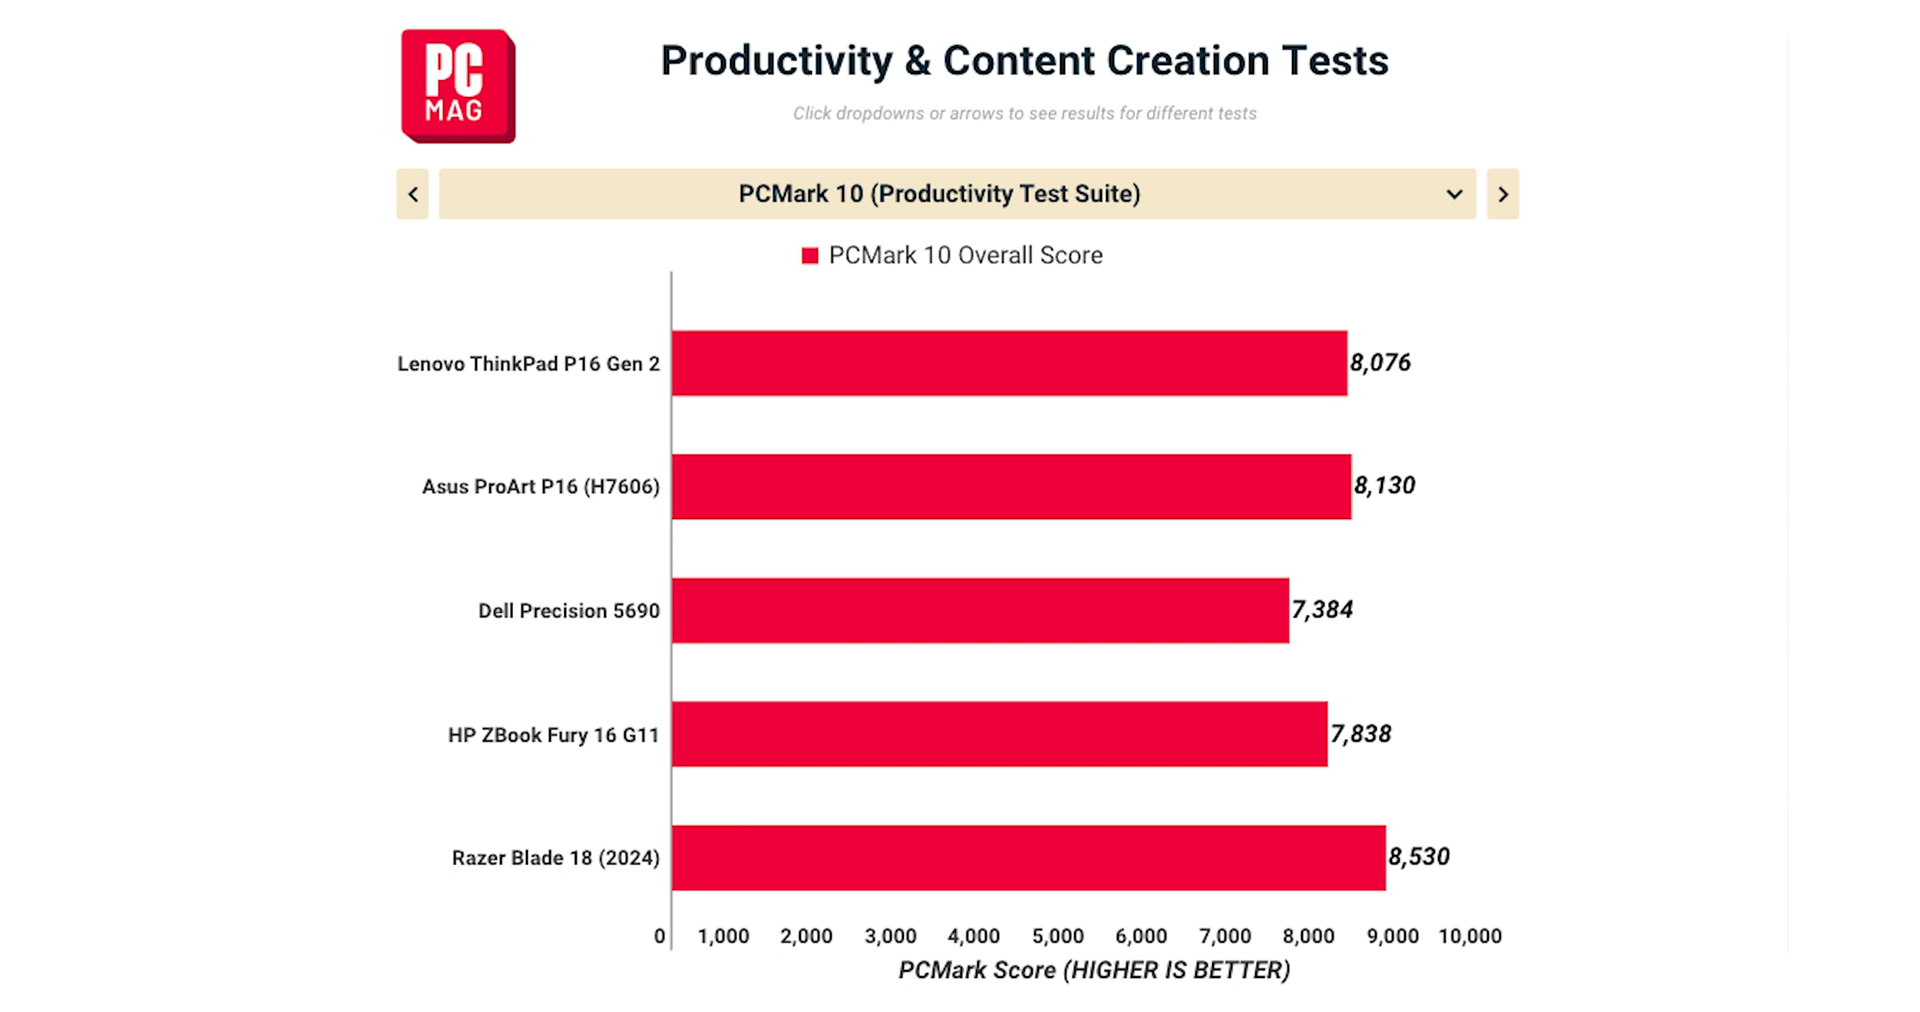 PC
MAG
Productivity & Content Creation Tests
Click dropdowns or arrows to see results for different tests
PCMark 10 (Productivity Test Suite)
PCMark 10 Overall Score
Lenovo ThinkPad P16 Gen 2 8,076
Asus ProArt P16 (H7606) 8,130
Dell Precision 5690 7,384
HP ZBook Fury 16 G11 7,838
Razer Blade 18 (2024) 8,530
0 1,000 2,000 3,000 4,000 5,000 6,000 7,000 8,000 9,000 10,000
PCMark Score (HIGHER IS BETTER)